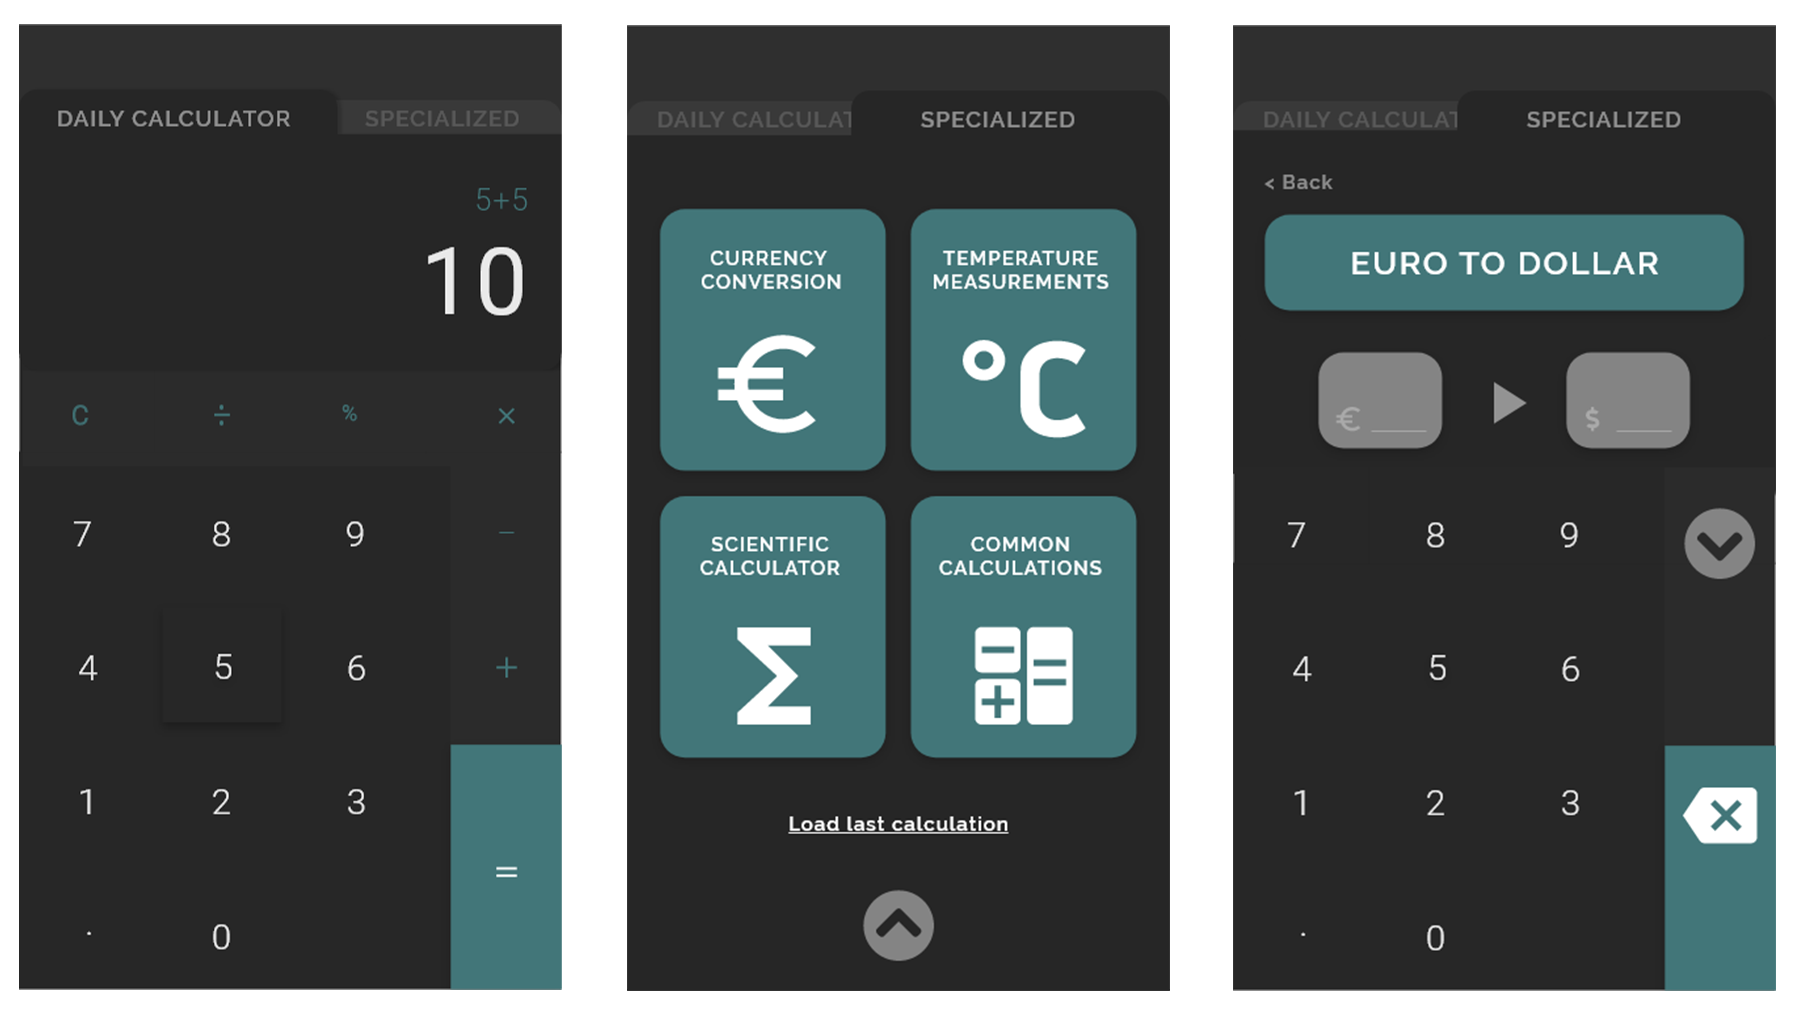 DAILY CALCULATOR SPECIALIZED
5+5
10
C ÷ % ×
7 8 9 −
4 5 6 +
1 2 3
=
. 0
DAILY CALCULAT SPECIALIZED
CURRENCY
CONVERSION
€
TEMPERATURE
MEASUREMENTS
°C
SCIENTIFIC
CALCULATOR
Σ
COMMON
CALCULATIONS
− + =
Load last calculation
DAILY CALCULAT SPECIALIZED
< Back
EURO TO DOLLAR
€ ___ $ ___
7 8 9
4 5 6
1 2 3
. 0